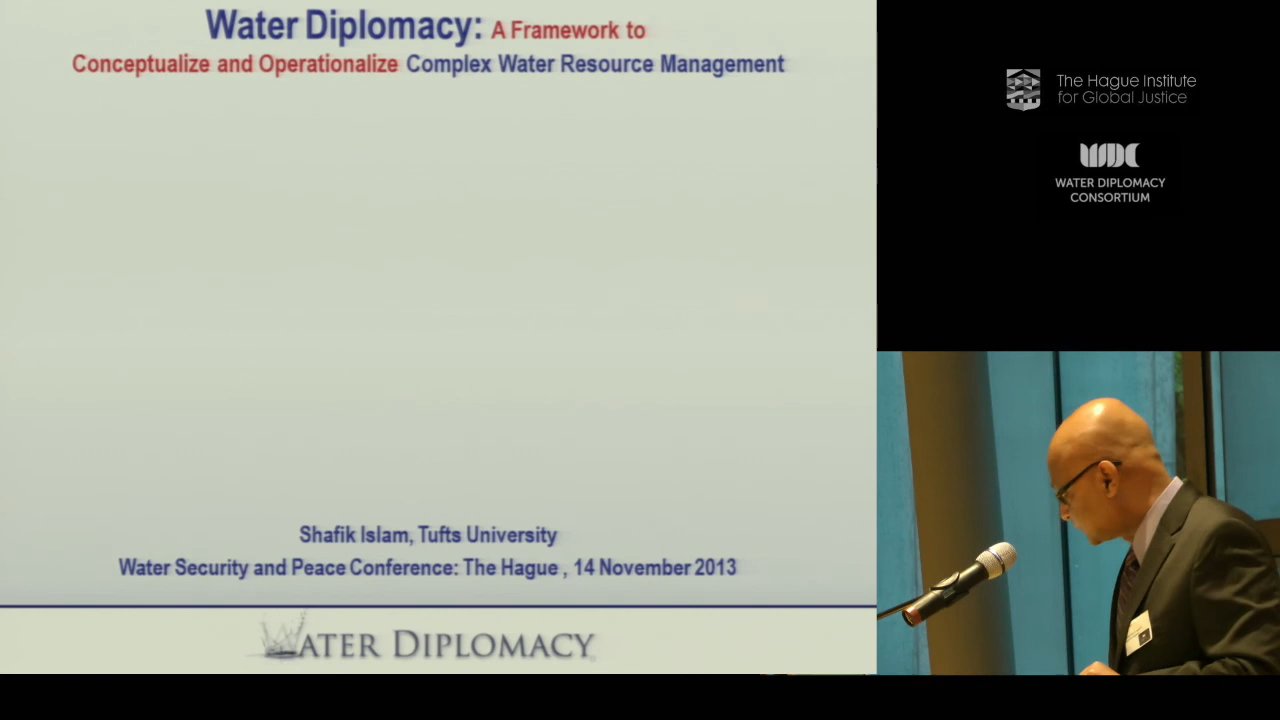 Water Diplomacy: A Framework to
Conceptualize and Operationalize Complex Water Resource Management
Shafik Islam, Tufts University
Water Security and Peace Conference: The Hague , 14 November 2013
WATER DIPLOMACY
The Hague Institute
for Global Justice
WDC
WATER DIPLOMACY
CONSORTIUM